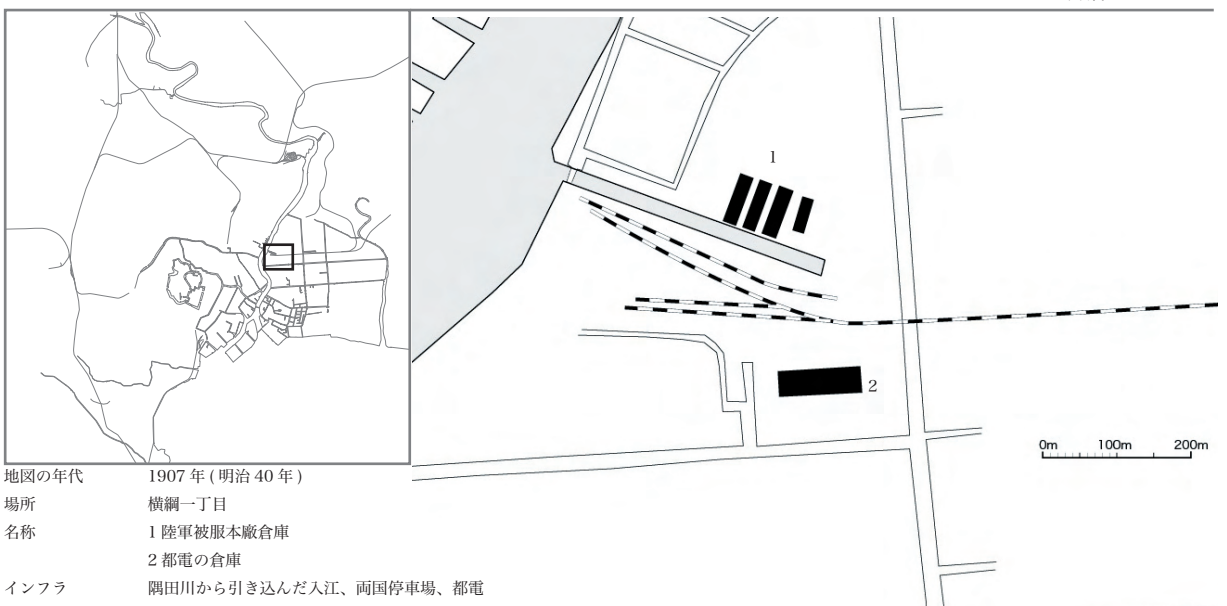 1
2
0m 100m 200m
地図の年代 1907 年 ( 明治 40 年 )
場所 横網一丁目
名称 1 陸軍被服本廠倉庫
2 都電の倉庫
インフラ 隅田川から引き込んだ入江、両国停車場、都電